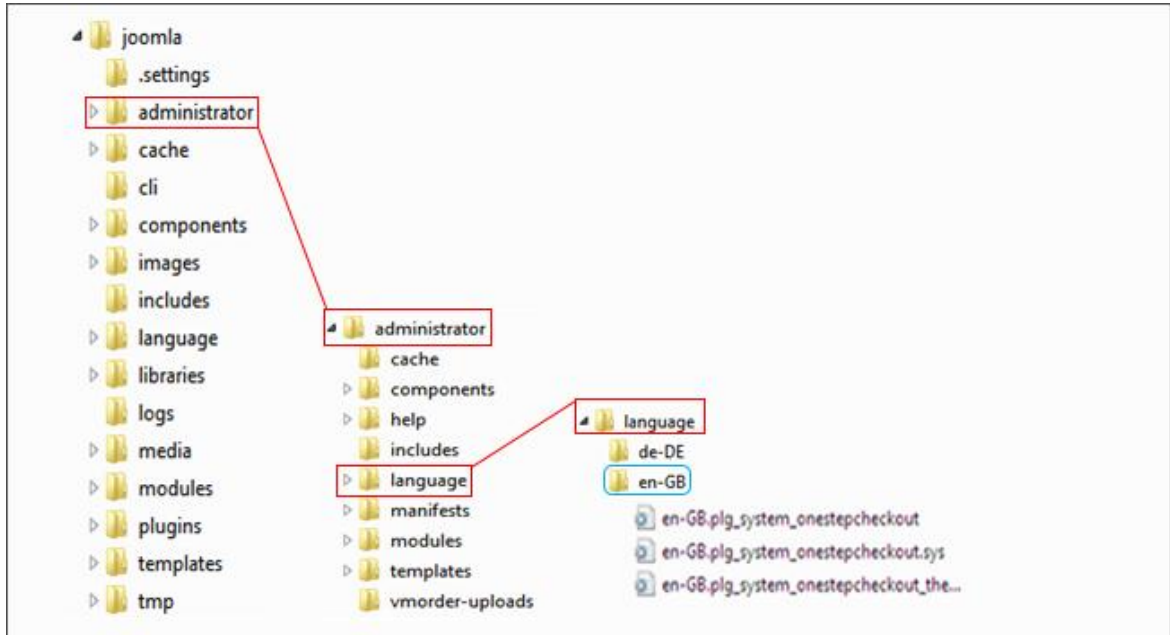 joomla
.settings
administrator
cache
cli
components
images
includes
language
libraries
logs
media
modules
plugins
templates
tmp
administrator
cache
components
help
includes
language
manifests
modules
templates
vmorder-uploads
language
de-DE
en-GB
en-GB.plg_system_onestepcheckout
en-GB.plg_system_onestepcheckout.sys
en-GB.plg_system_onestepcheckout_the...